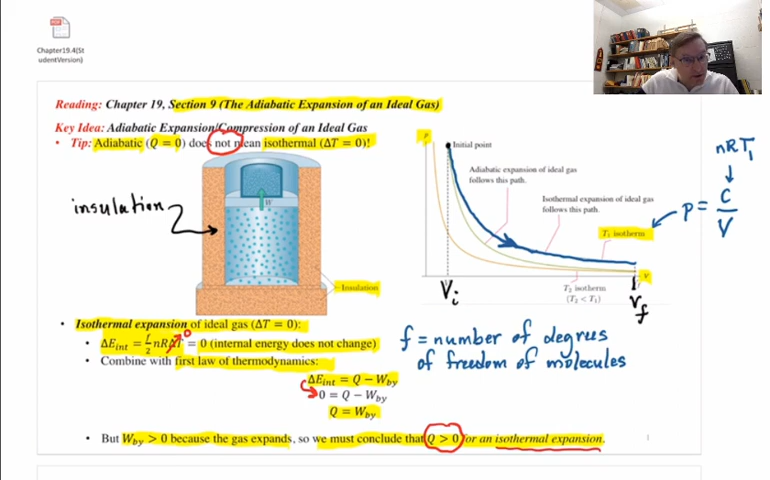 Chapter19.4(St
udentVersion)
Reading: Chapter 19, Section 9 (The Adiabatic Expansion of an Ideal Gas)
Key Idea: Adiabatic Expansion/Compression of an Ideal Gas
• Tip: Adiabatic (Q = 0) does not mean isothermal (ΔT = 0)!
insulation
W
Insulation
P
Initial point
Adiabatic expansion of ideal gas
follows this path.
Isothermal expansion of ideal gas
follows this path.
T₁ isotherm
T₂ isotherm
(T₂ < T₁)
V
Vi
Vf
nRT₁
p = C/V
• Isothermal expansion of ideal gas (ΔT = 0):
• ΔE_int = f/2 nRΔT = 0 (internal energy does not change)
0
• Combine with first law of thermodynamics:
ΔE_int = Q − W_by
0 = Q − W_by
Q = W_by
f = number of degrees
of freedom of molecules
• But W_by > 0 because the gas expands, so we must conclude that Q > 0 for an isothermal expansion.
1